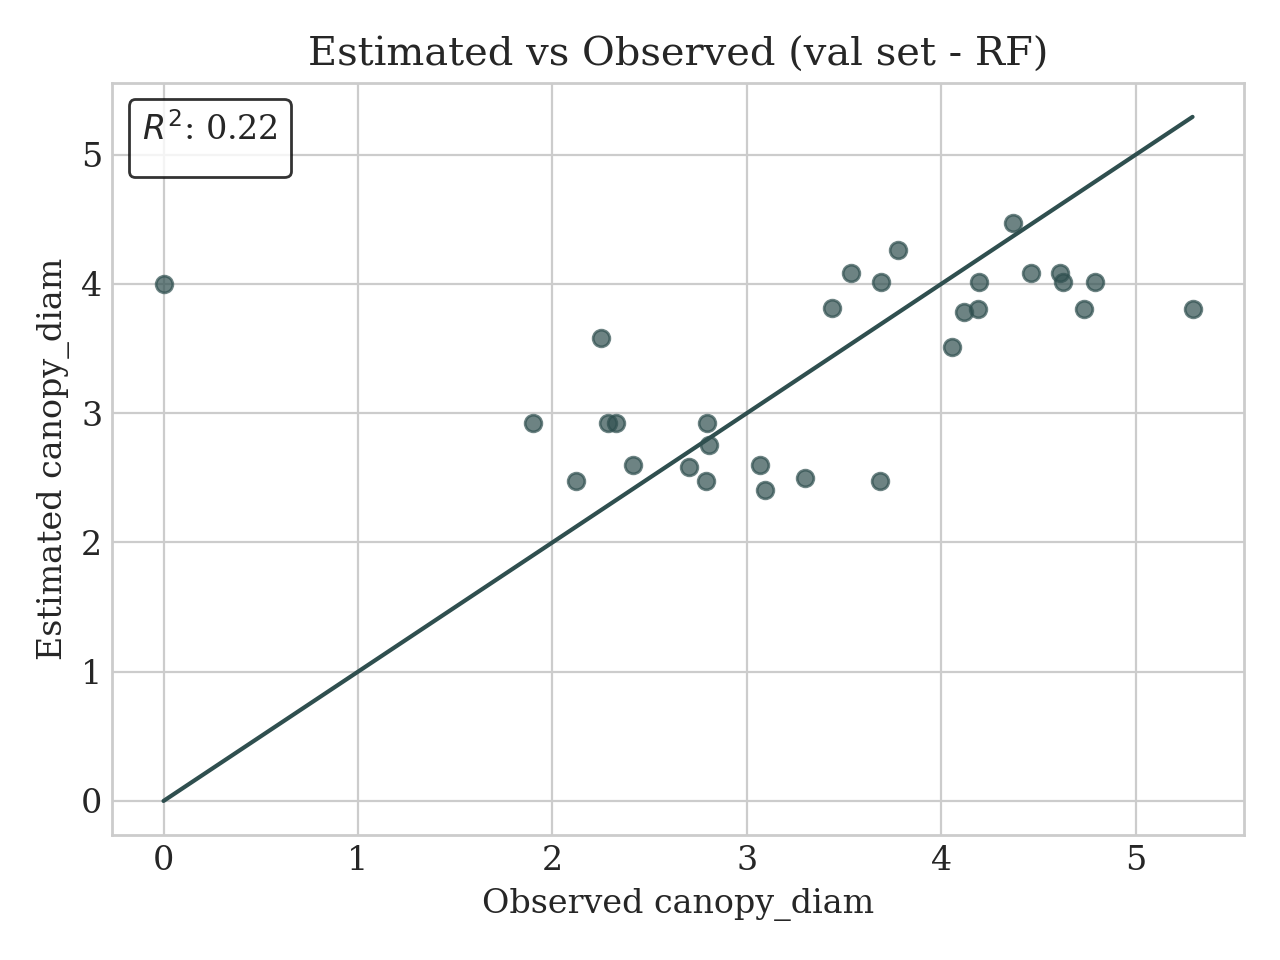 Estimated vs Observed (val set - RF)
R²: 0.22
Estimated canopy_diam
5
4
3
2
1
0
0 1 2 3 4 5
Observed canopy_diam